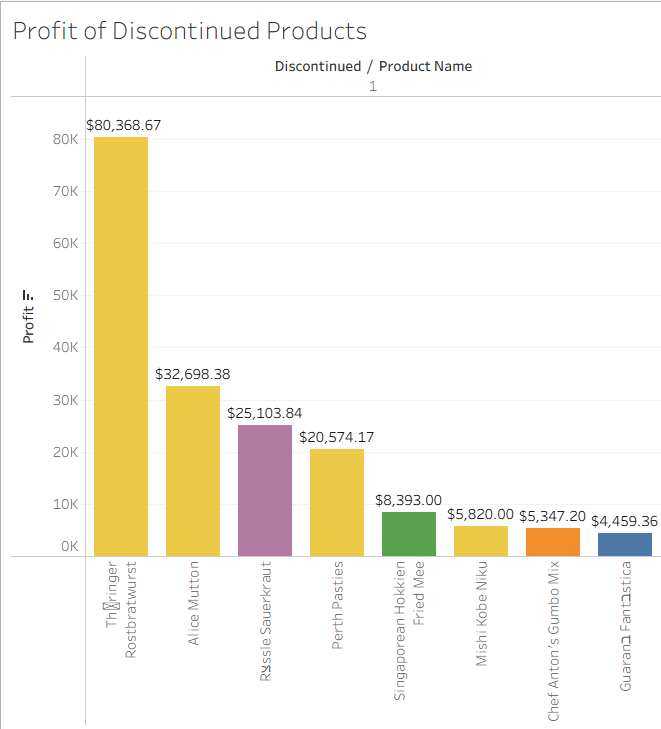 Profit of Discontinued Products
Discontinued / Product Name
1
Profit
80K
70K
60K
50K
40K
30K
20K
10K
0K
$80,368.67
$32,698.38
$25,103.84
$20,574.17
$8,393.00
$5,820.00
$5,347.20
$4,459.36
Rostbratwurst
Alice Mutton
Sauerkraut
Perth Pasties
Singaporean Hokkien
Fried Mee
Mishi Kobe Niku
Chef Anton's Gumbo Mix